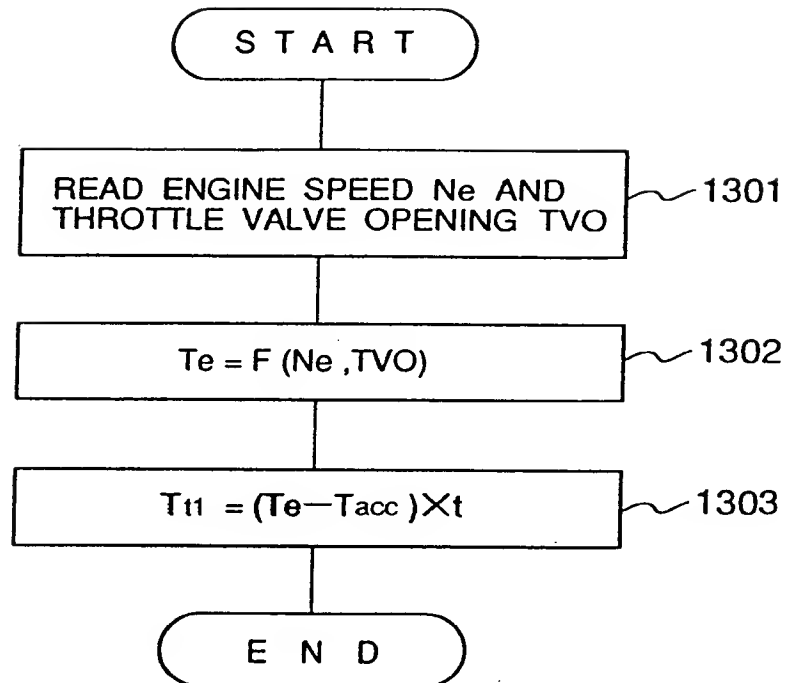 START
READ ENGINE SPEED Ne AND
THROTTLE VALVE OPENING TVO
1301
Te = F (Ne ,TVO)
1302
Tt1 = (Te—Tacc)×t
1303
END